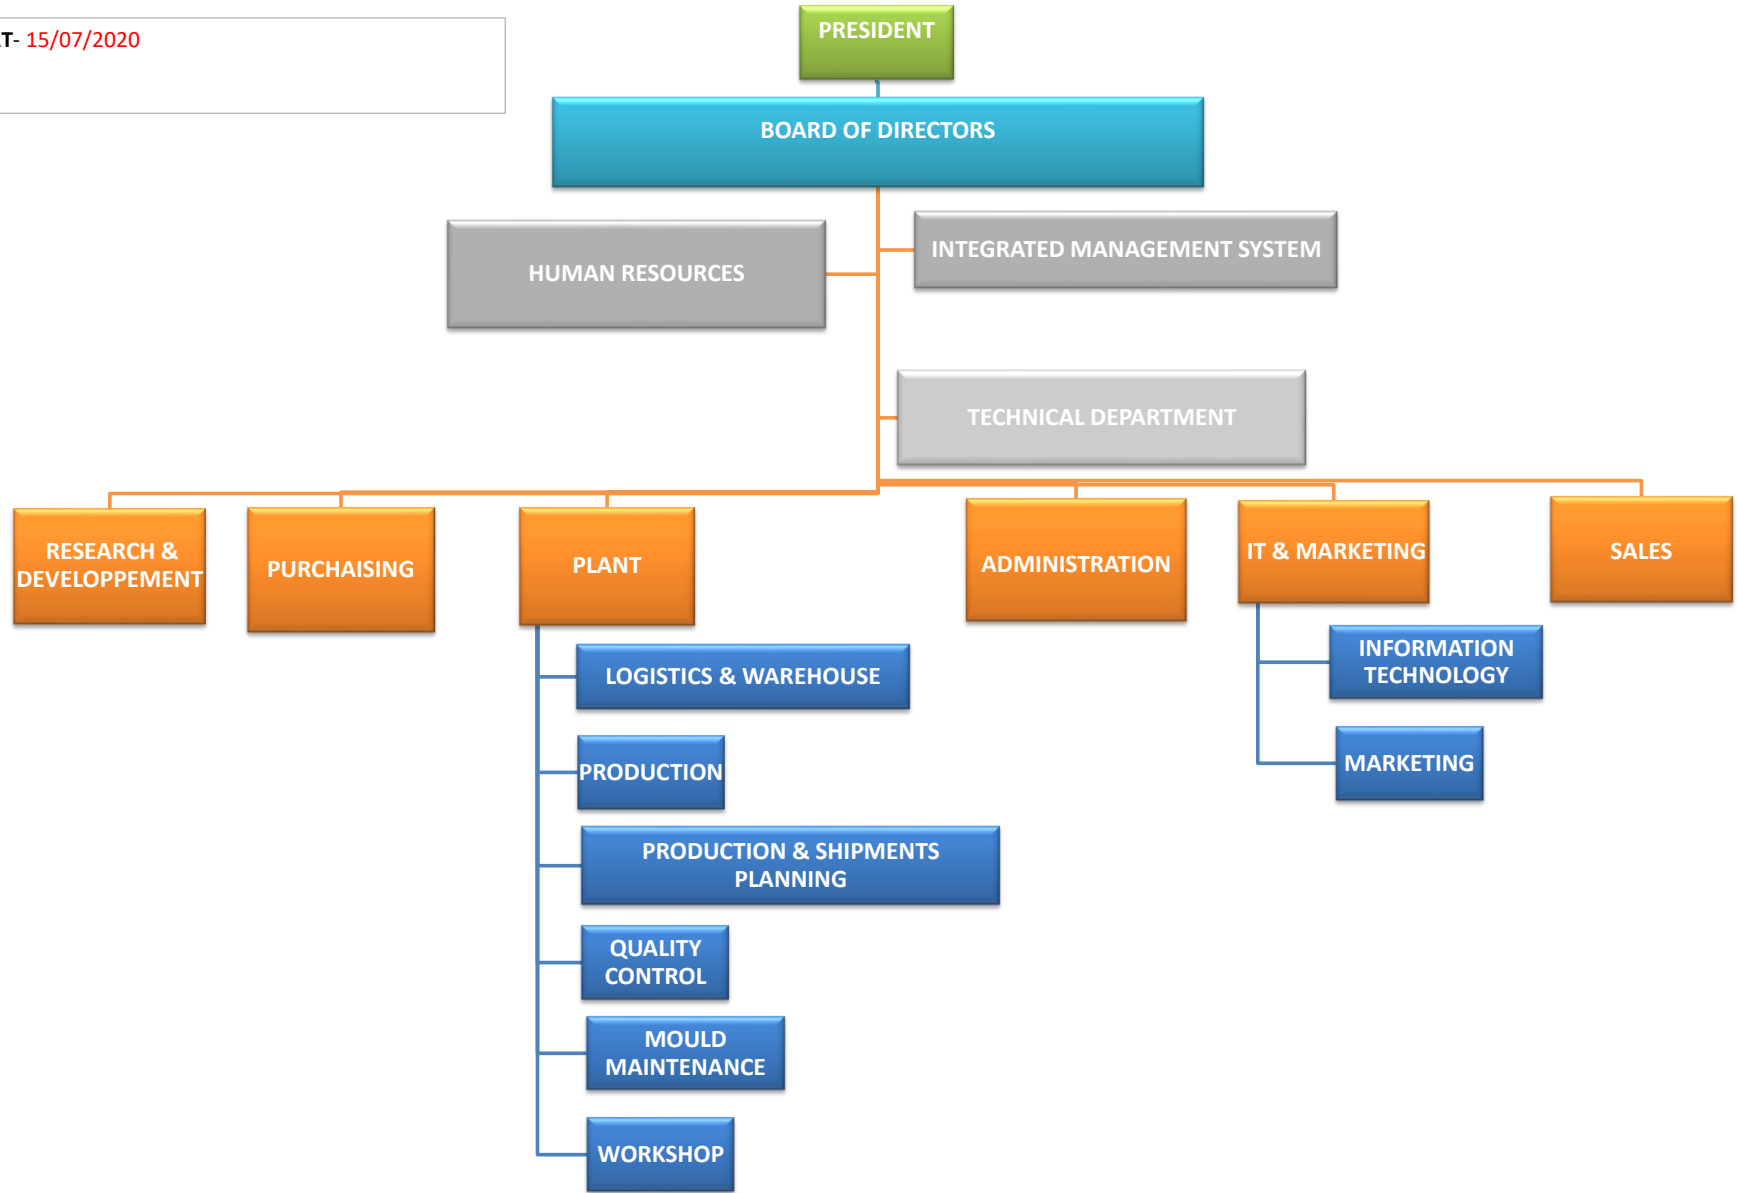 T- 15/07/2020
PRESIDENT
BOARD OF DIRECTORS
HUMAN RESOURCES
INTEGRATED MANAGEMENT SYSTEM
TECHNICAL DEPARTMENT
RESEARCH &
DEVELOPPEMENT
PURCHAISING
PLANT
ADMINISTRATION
IT & MARKETING
SALES
LOGISTICS & WAREHOUSE
PRODUCTION
PRODUCTION & SHIPMENTS
PLANNING
QUALITY
CONTROL
MOULD
MAINTENANCE
WORKSHOP
INFORMATION
TECHNOLOGY
MARKETING